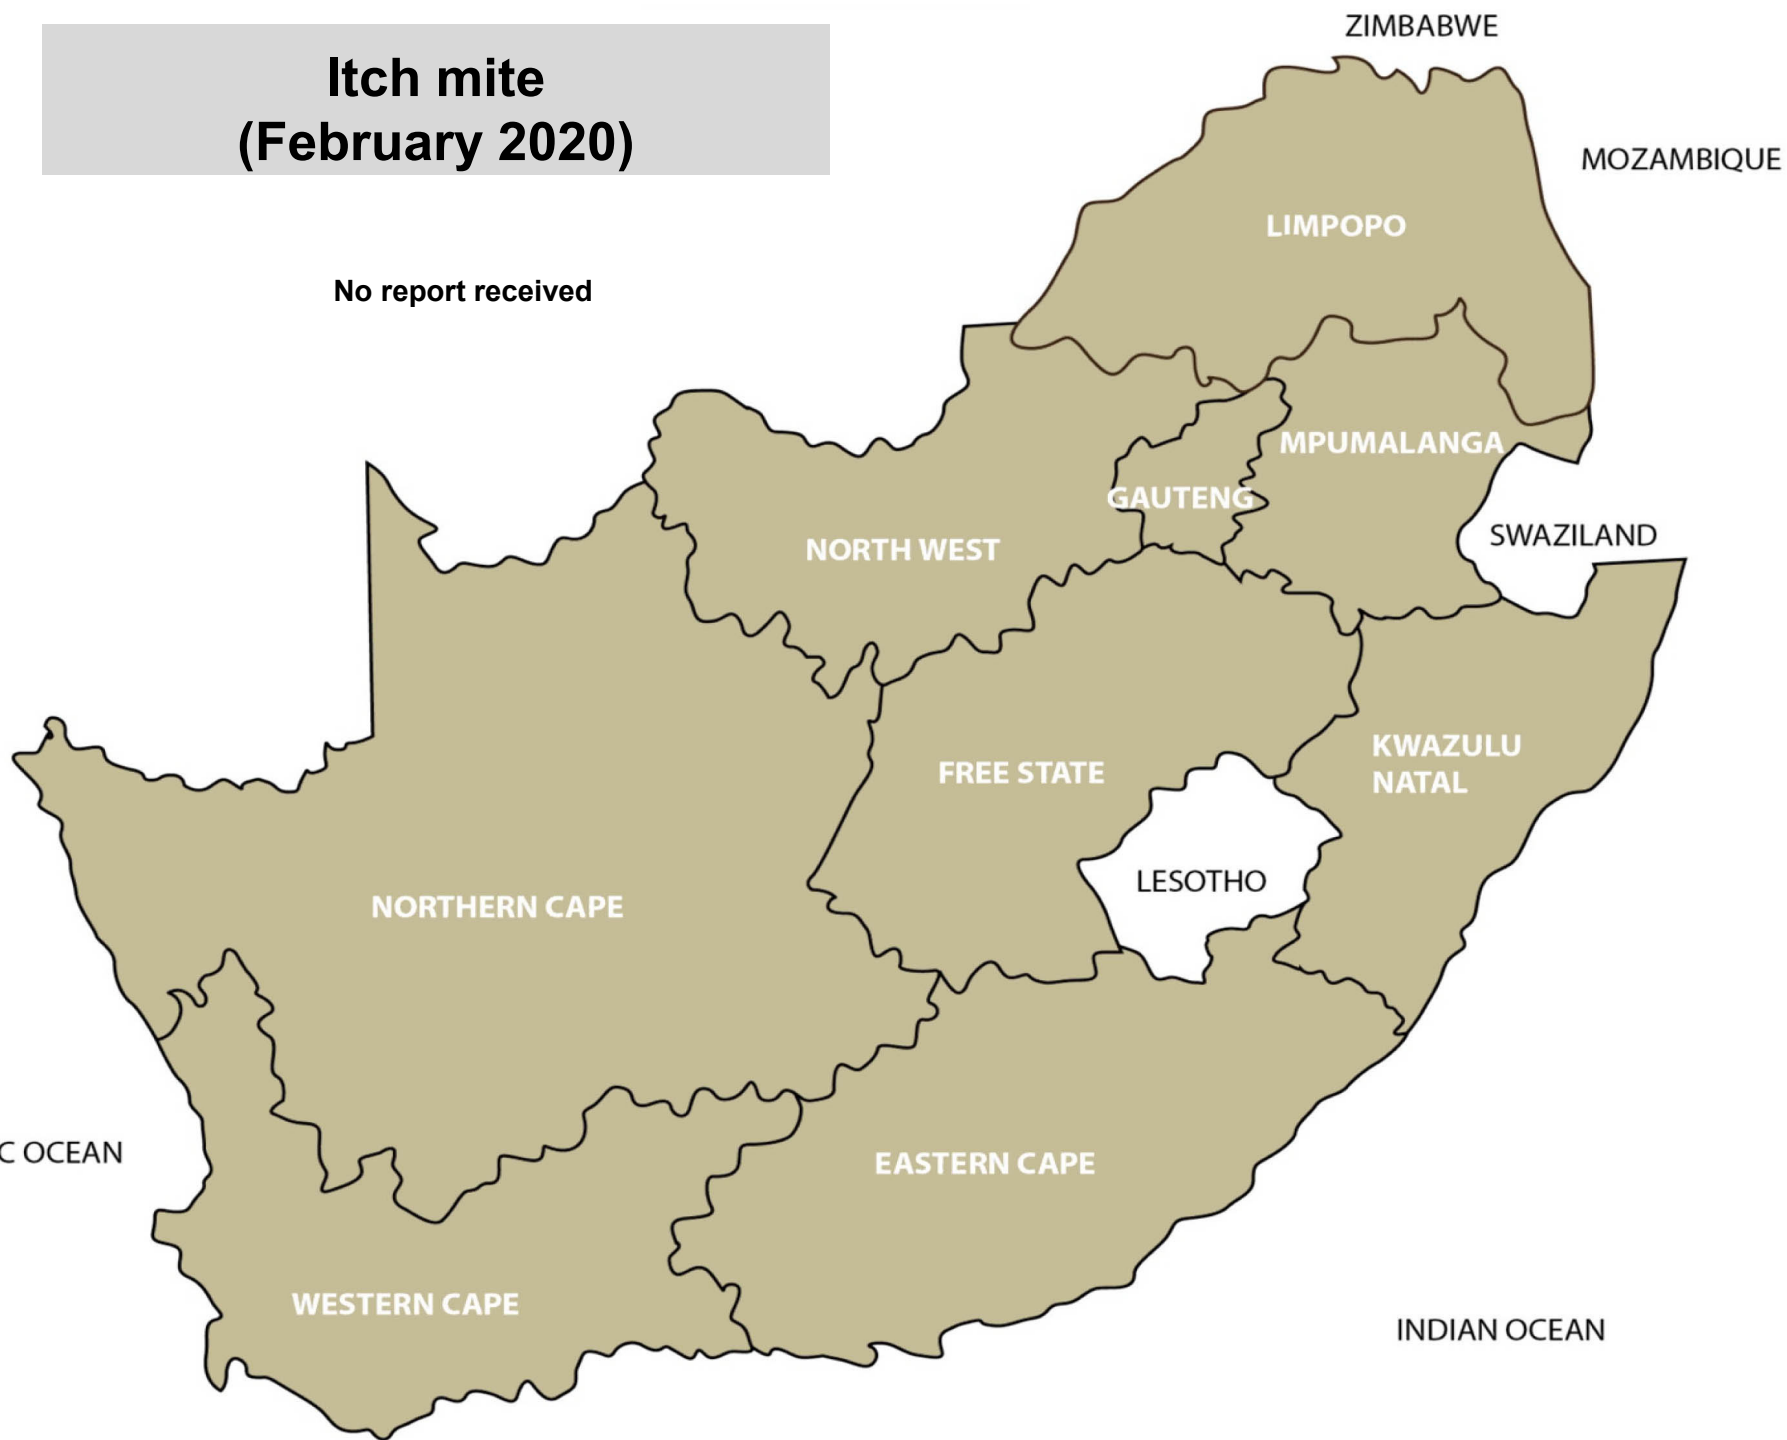 Itch mite
(February 2020)
ZIMBABWE
MOZAMBIQUE
LIMPOPO
No report received
MPUMALANGA
GAUTENG
SWAZILAND
NORTH WEST
KWAZULU
NATAL
FREE STATE
LESOTHO
NORTHERN CAPE
C OCEAN
EASTERN CAPE
WESTERN CAPE
INDIAN OCEAN